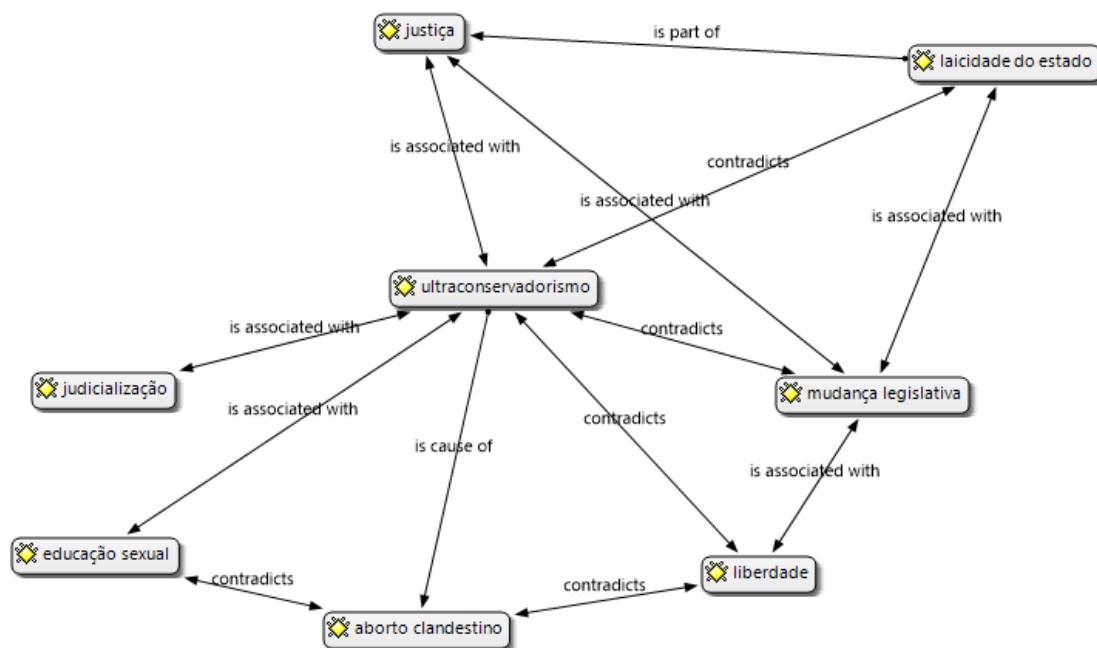 justiça
is part of
laicidade do estado
is associated with
contradicts
is associated with
is associated with
ultraconservadorismo
is associated with
contradicts
judicialização
mudança legislativa
is associated with
contradicts
is cause of
is associated with
educação sexual
liberdade
contradicts
contradicts
aborto clandestino